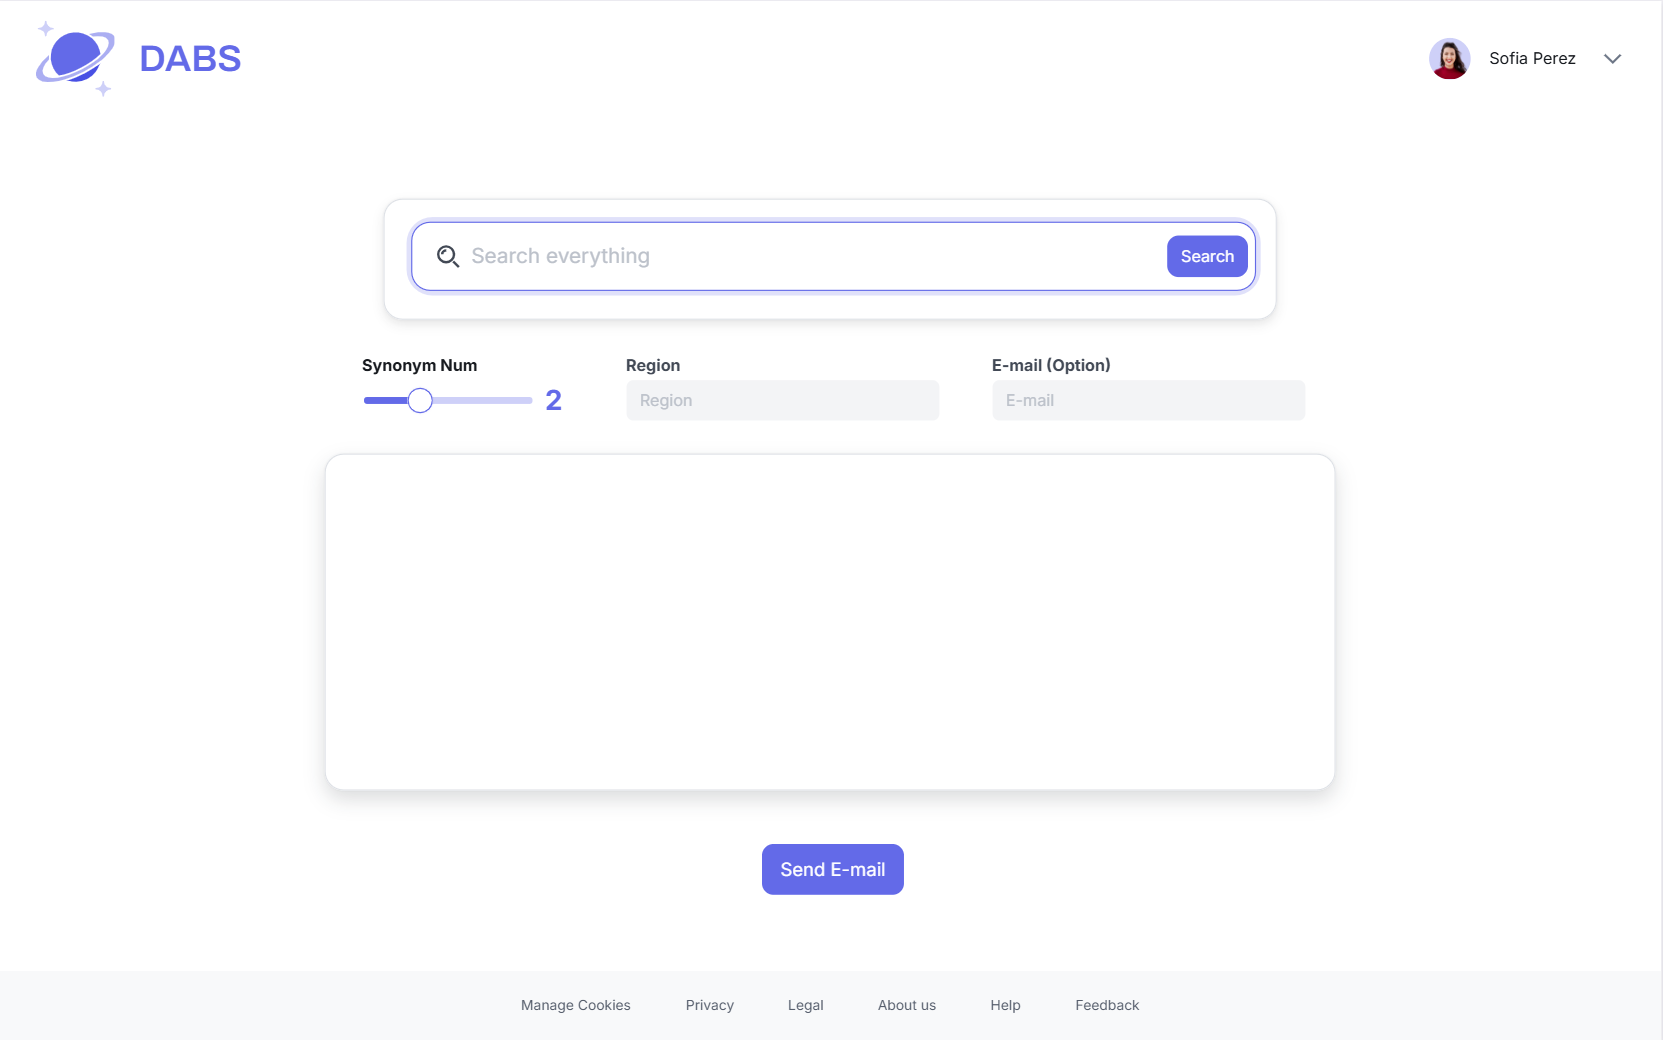 DABS
Sofia Perez
Search everything
Search
Synonym Num
2
Region
Region
E-mail (Option)
E-mail
Send E-mail
Manage Cookies Privacy Legal About us Help Feedback